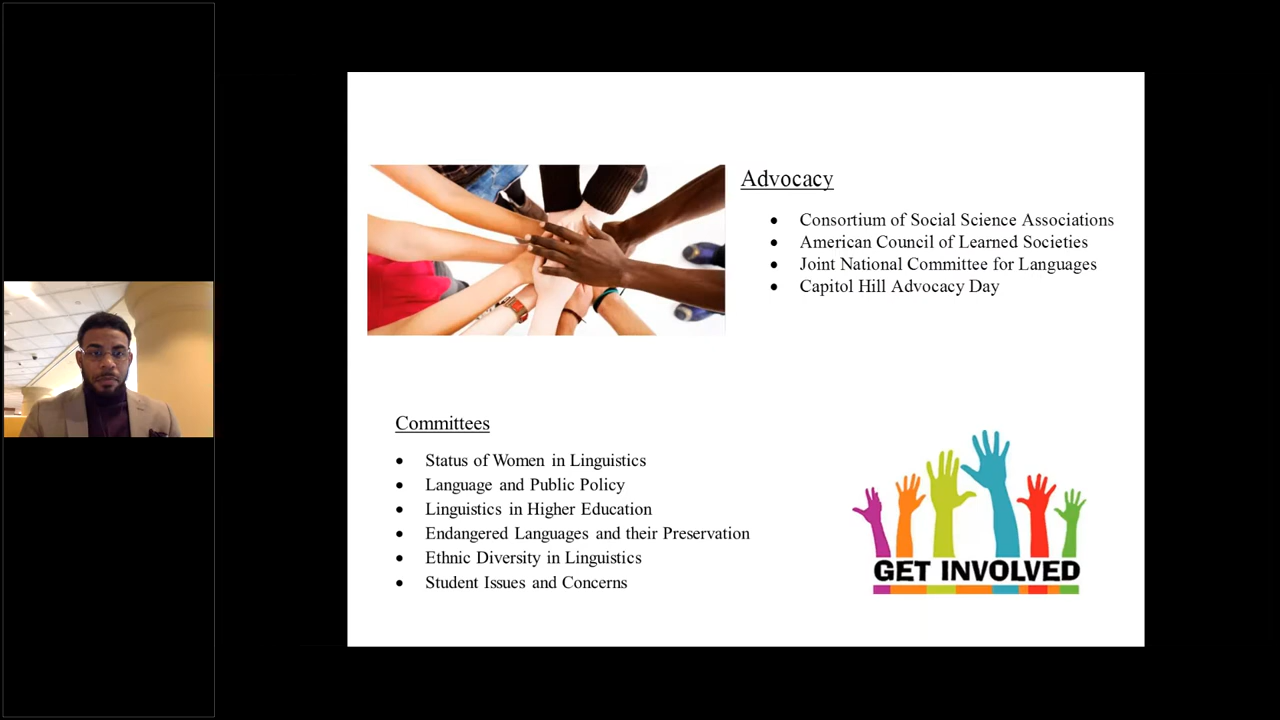 Advocacy
Consortium of Social Science Associations
American Council of Learned Societies
Joint National Committee for Languages
Capitol Hill Advocacy Day
Committees
Status of Women in Linguistics
Language and Public Policy
Linguistics in Higher Education
Endangered Languages and their Preservation
Ethnic Diversity in Linguistics
Student Issues and Concerns
GET INVOLVED